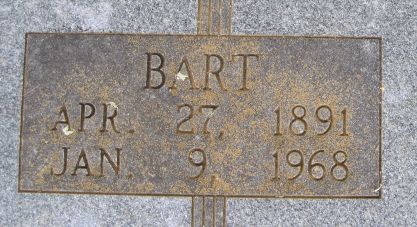 BART
APR. 27, 1891
JAN. 9, 1968